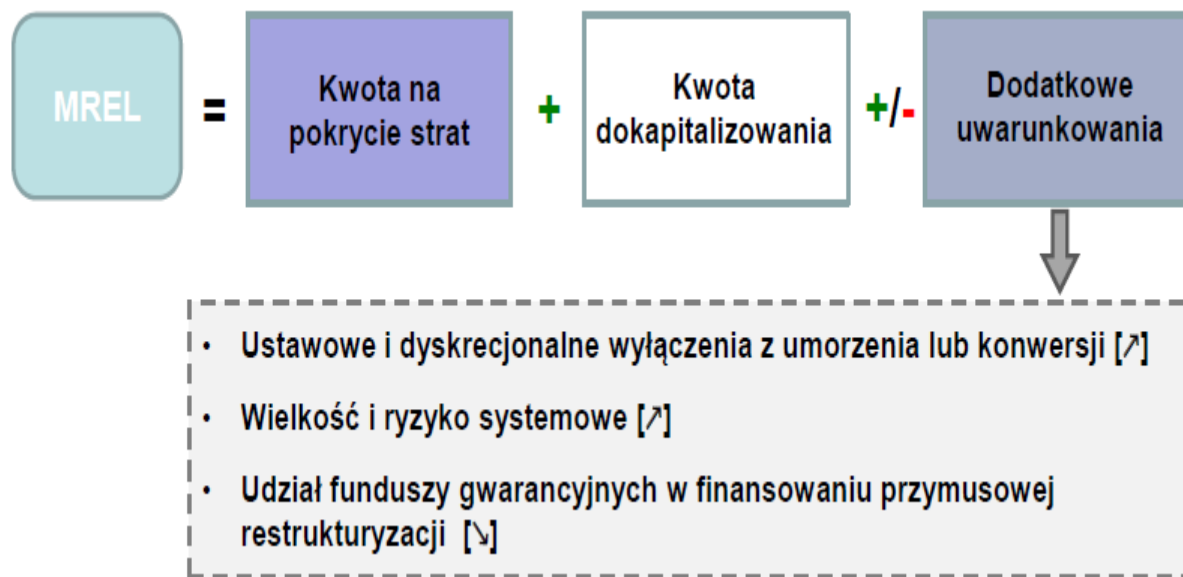 MREL
=
Kwota na
pokrycie strat
+
Kwota
dokapitalizowania
+/-
Dodatkowe
uwarunkowania
• Ustawowe i dyskrecjonalne wyłączenia z umorzenia lub konwersji [↗]
• Wielkość i ryzyko systemowe [↗]
• Udział funduszy gwarancyjnych w finansowaniu przymusowej
restrukturyzacji [↘]